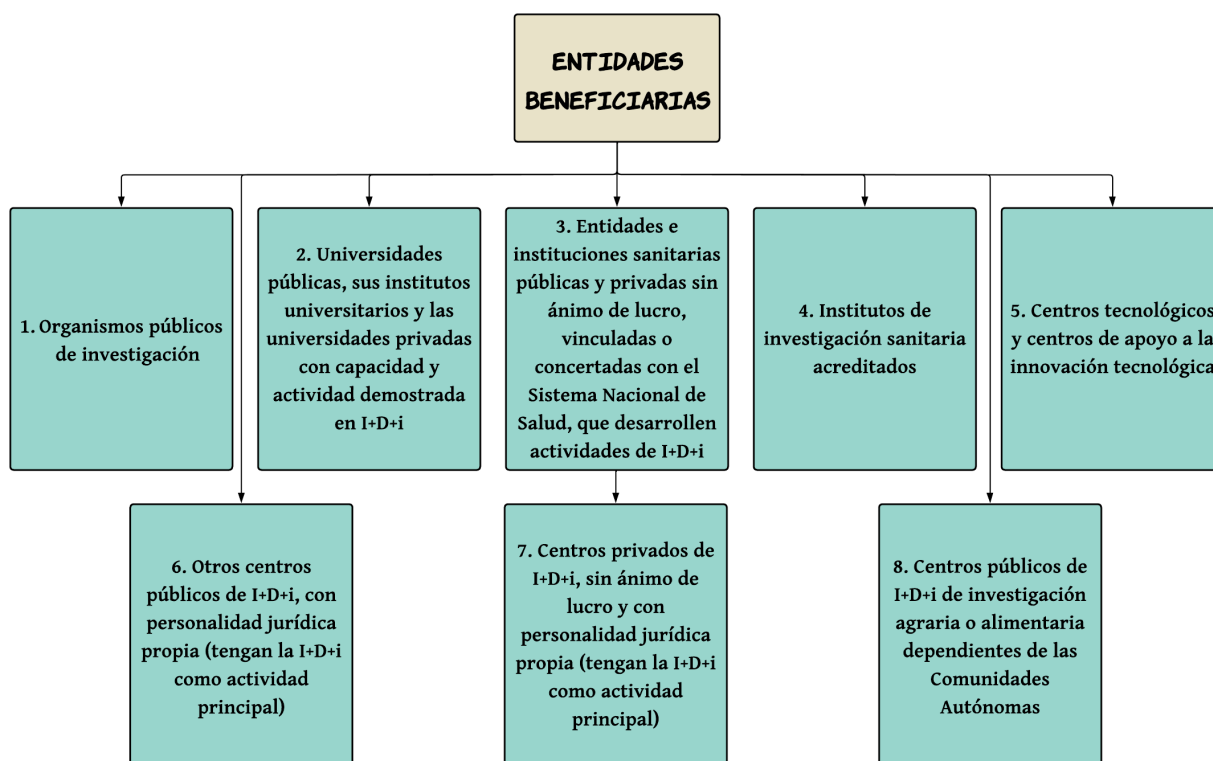 ENTIDADES
BENEFICIARIAS
1. Organismos públicos
de investigación
2. Universidades
públicas, sus institutos
universitarios y las
universidades privadas
con capacidad y
actividad demostrada
en I+D+i
3. Entidades e
instituciones sanitarias
públicas y privadas sin
ánimo de lucro,
vinculadas o
concertadas con el
Sistema Nacional de
Salud, que desarrollen
actividades de I+D+i
4. Institutos de
investigación sanitaria
acreditados
5. Centros tecnológicos
y centros de apoyo a la
innovación tecnológica
6. Otros centros
públicos de I+D+i, con
personalidad jurídica
propia (tengan la I+D+i
como actividad
principal)
7. Centros privados de
I+D+i, sin ánimo de
lucro y con
personalidad jurídica
propia (tengan la I+D+i
como actividad
principal)
8. Centros públicos de
I+D+i de investigación
agraria o alimentaria
dependientes de las
Comunidades
Autónomas